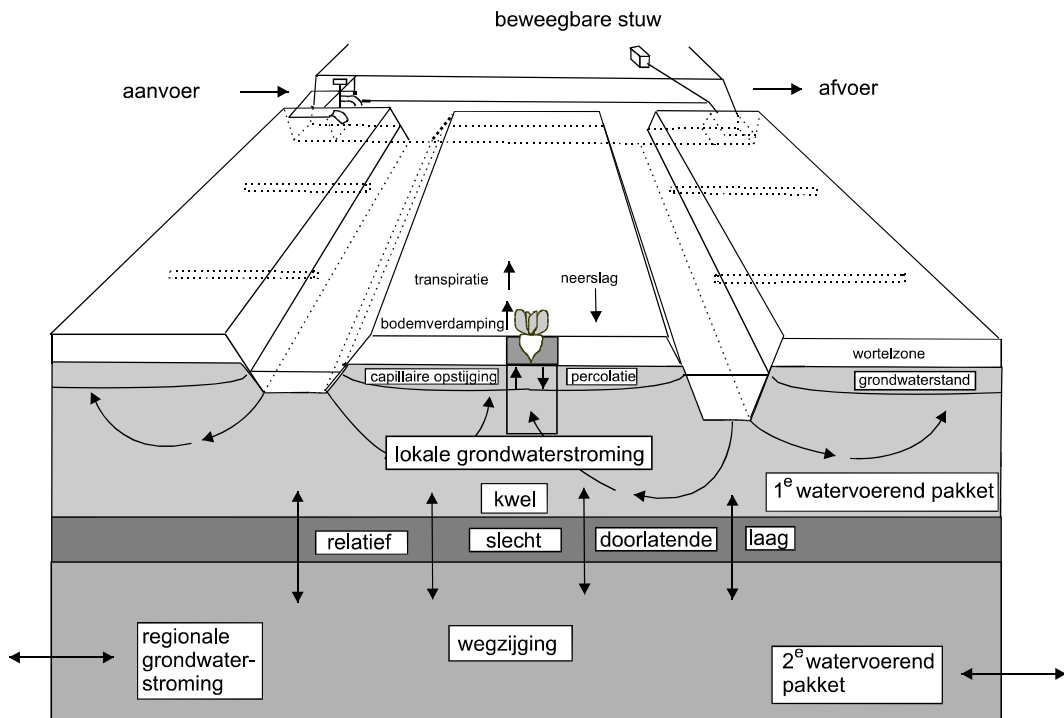 beweegbare stuw
aanvoer
afvoer
transpiratie
neerslag
bodemverdamping
wortelzone
capillaire opstijging
percolatie
grondwaterstand
lokale grondwaterstroming
1e watervoerend pakket
kwel
relatief
slecht
doorlatende
laag
regionale
grondwater-
stroming
wegzijging
2e watervoerend
pakket